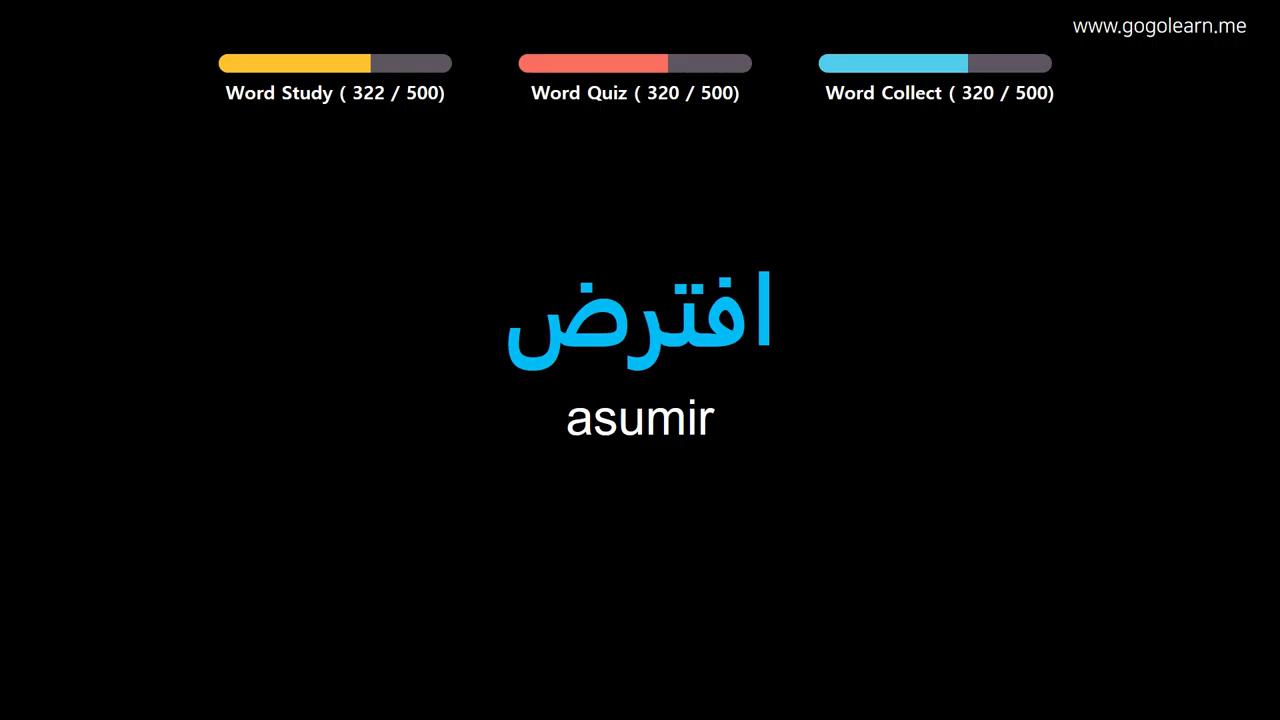 www.gogolearn.me
Word Study ( 322 / 500)
Word Quiz ( 320 / 500)
Word Collect ( 320 / 500)
افترض
asumir